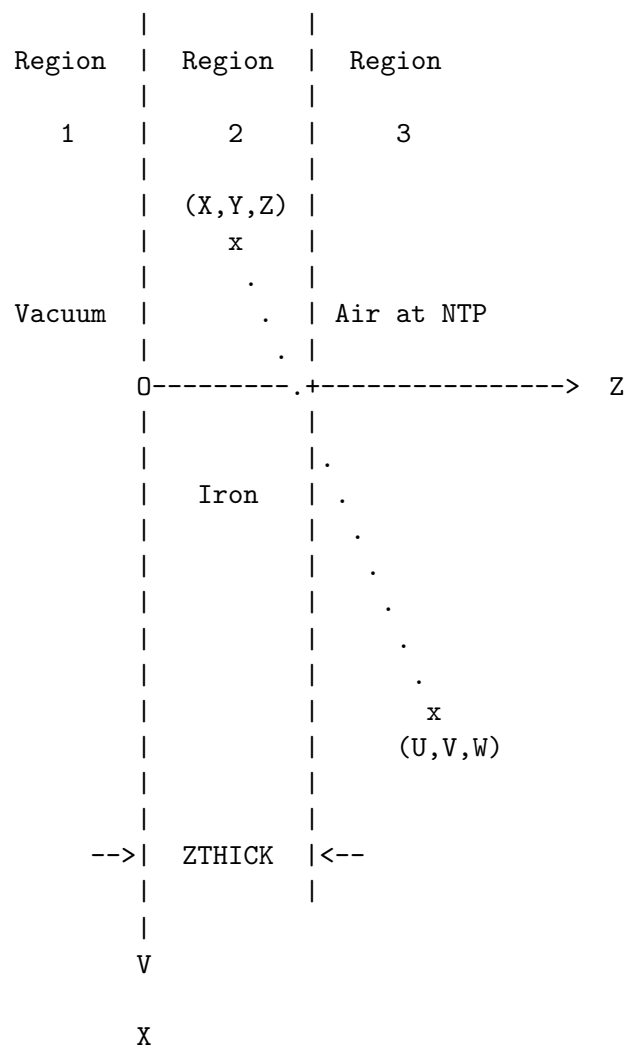 Region Region Region
1 2 3
(X,Y,Z)
x
Vacuum Air at NTP
O Z
Iron
x
(U,V,W)
-->| ZTHICK |<--
V
X